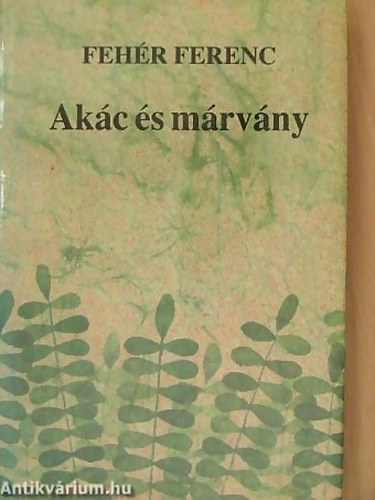 FEHÉR FERENC
Akác és márvány
Antikvárium.hu